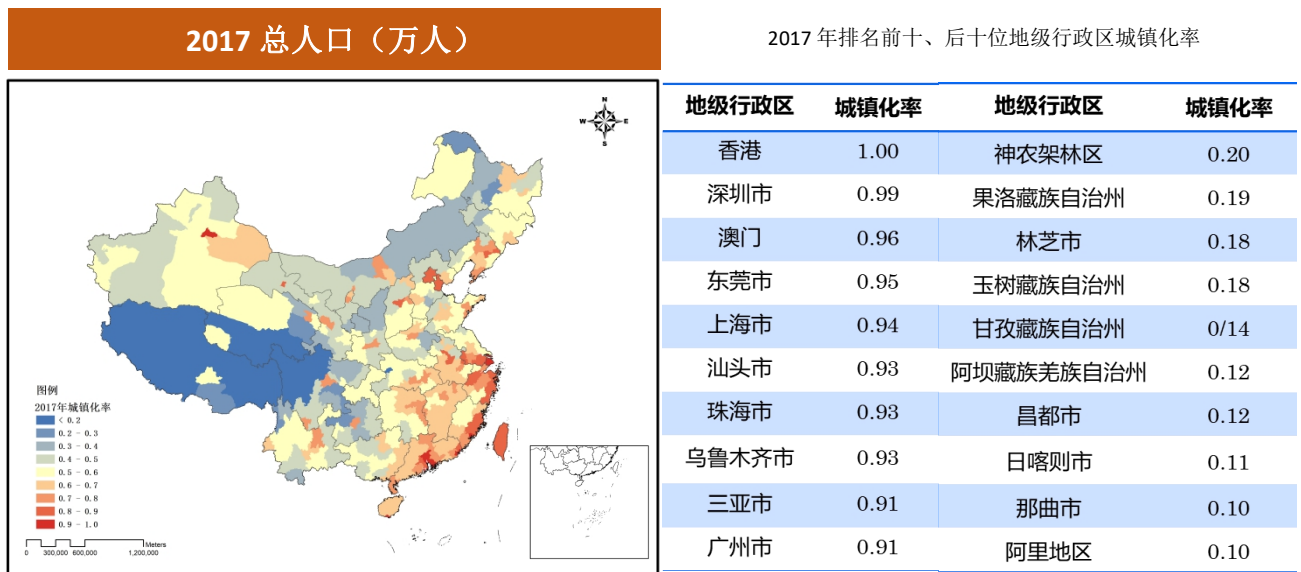 2017 总人口（万人）
N
W E
S
图例
2017年城镇化率
< 0.2
0.2 - 0.3
0.3 - 0.4
0.4 - 0.5
0.5 - 0.6
0.6 - 0.7
0.7 - 0.8
0.8 - 0.9
0.9 - 1.0
Meters
0 300,000 600,000 1,200,000
2017 年排名前十、后十位地级行政区城镇化率
地级行政区 城镇化率 地级行政区 城镇化率
香港 1.00 神农架林区 0.20
深圳市 0.99 果洛藏族自治州 0.19
澳门 0.96 林芝市 0.18
东莞市 0.95 玉树藏族自治州 0.18
上海市 0.94 甘孜藏族自治州 0/14
汕头市 0.93 阿坝藏族羌族自治州 0.12
珠海市 0.93 昌都市 0.12
乌鲁木齐市 0.93 日喀则市 0.11
三亚市 0.91 那曲市 0.10
广州市 0.91 阿里地区 0.10